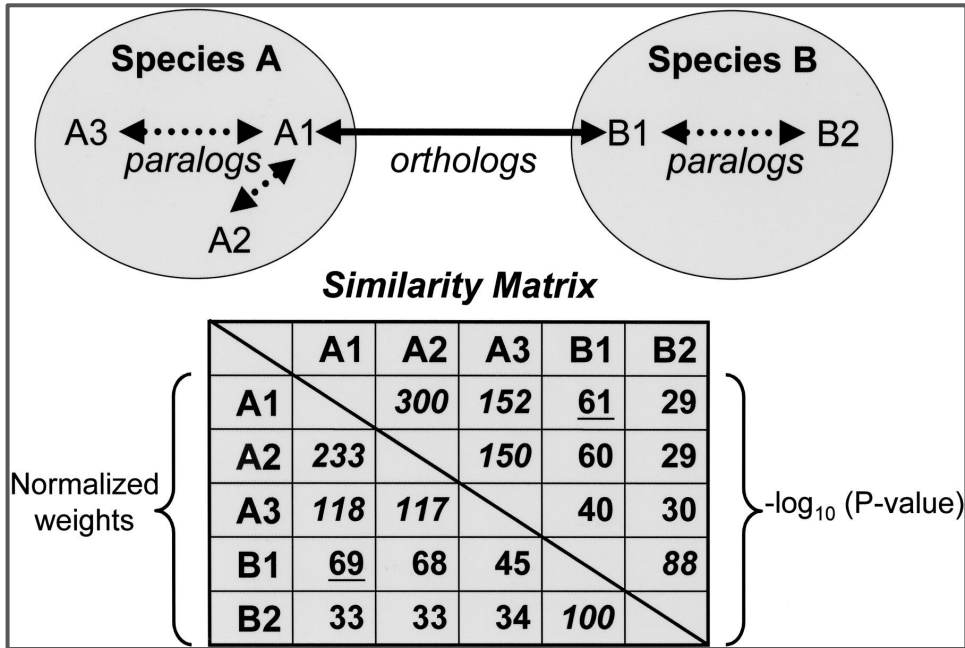 Species A
Species B
A3 A1 B1 B2
paralogs orthologs paralogs
A2
Similarity Matrix
A1 A2 A3 B1 B2
A1 300 152 61 29
A2 233 150 60 29
Normalized
weights
A3 118 117 40 30
-log10 (P-value)
B1 69 68 45 88
B2 33 33 34 100